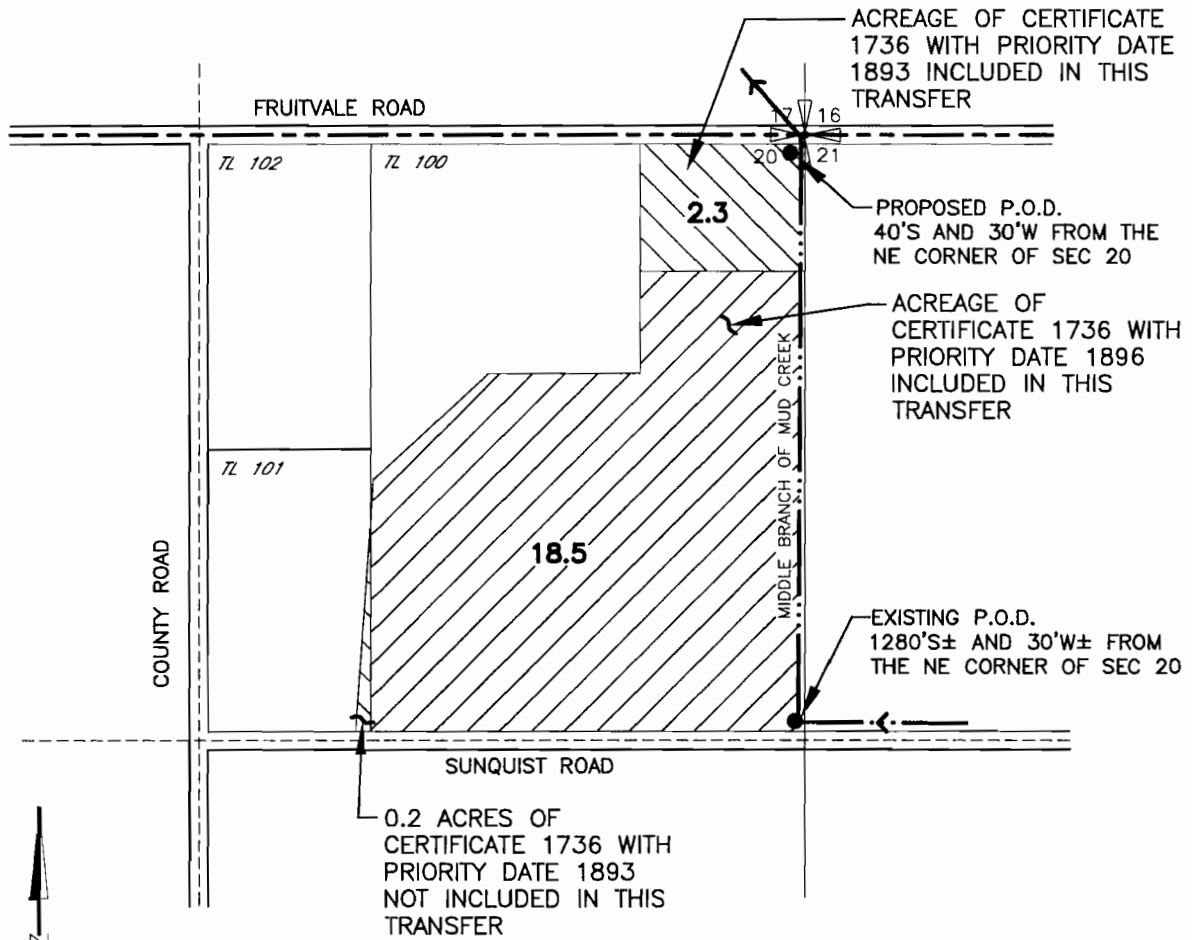 ACREAGE OF CERTIFICATE
1736 WITH PRIORITY DATE
1893 INCLUDED IN THIS
TRANSFER
FRUITVALE ROAD
17
16
20
21
TL 102
TL 100
2.3
PROPOSED P.O.D.
40'S AND 30'W FROM THE
NE CORNER OF SEC 20
ACREAGE OF
CERTIFICATE 1736 WITH
PRIORITY DATE 1896
INCLUDED IN THIS
TRANSFER
MIDDLE BRANCH OF MUD CREEK
TL 101
18.5
COUNTY ROAD
EXISTING P.O.D.
1280'S± AND 30'W± FROM
THE NE CORNER OF SEC 20
SUNQUIST ROAD
0.2 ACRES OF
CERTIFICATE 1736 WITH
PRIORITY DATE 1893
NOT INCLUDED IN THIS
TRANSFER